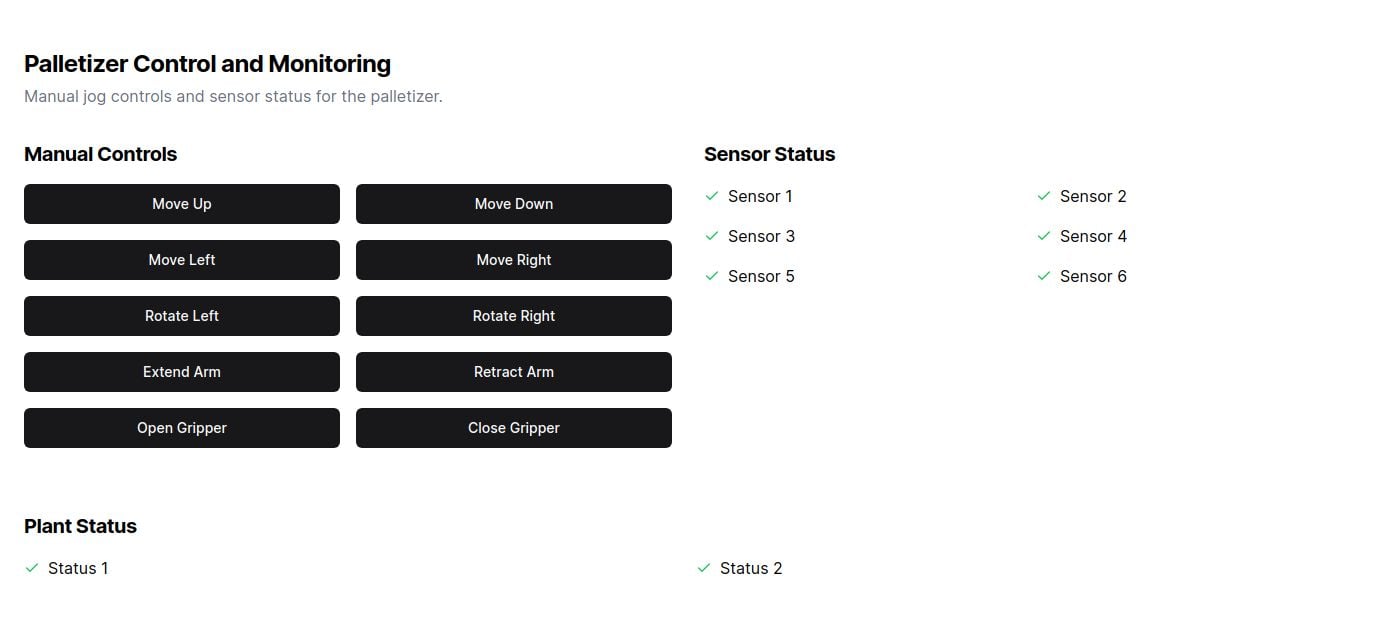 Palletizer Control and Monitoring
Manual jog controls and sensor status for the palletizer.
Manual Controls
Move Up
Move Down
Move Left
Move Right
Rotate Left
Rotate Right
Extend Arm
Retract Arm
Open Gripper
Close Gripper
Sensor Status
Sensor 1
Sensor 2
Sensor 3
Sensor 4
Sensor 5
Sensor 6
Plant Status
Status 1
Status 2